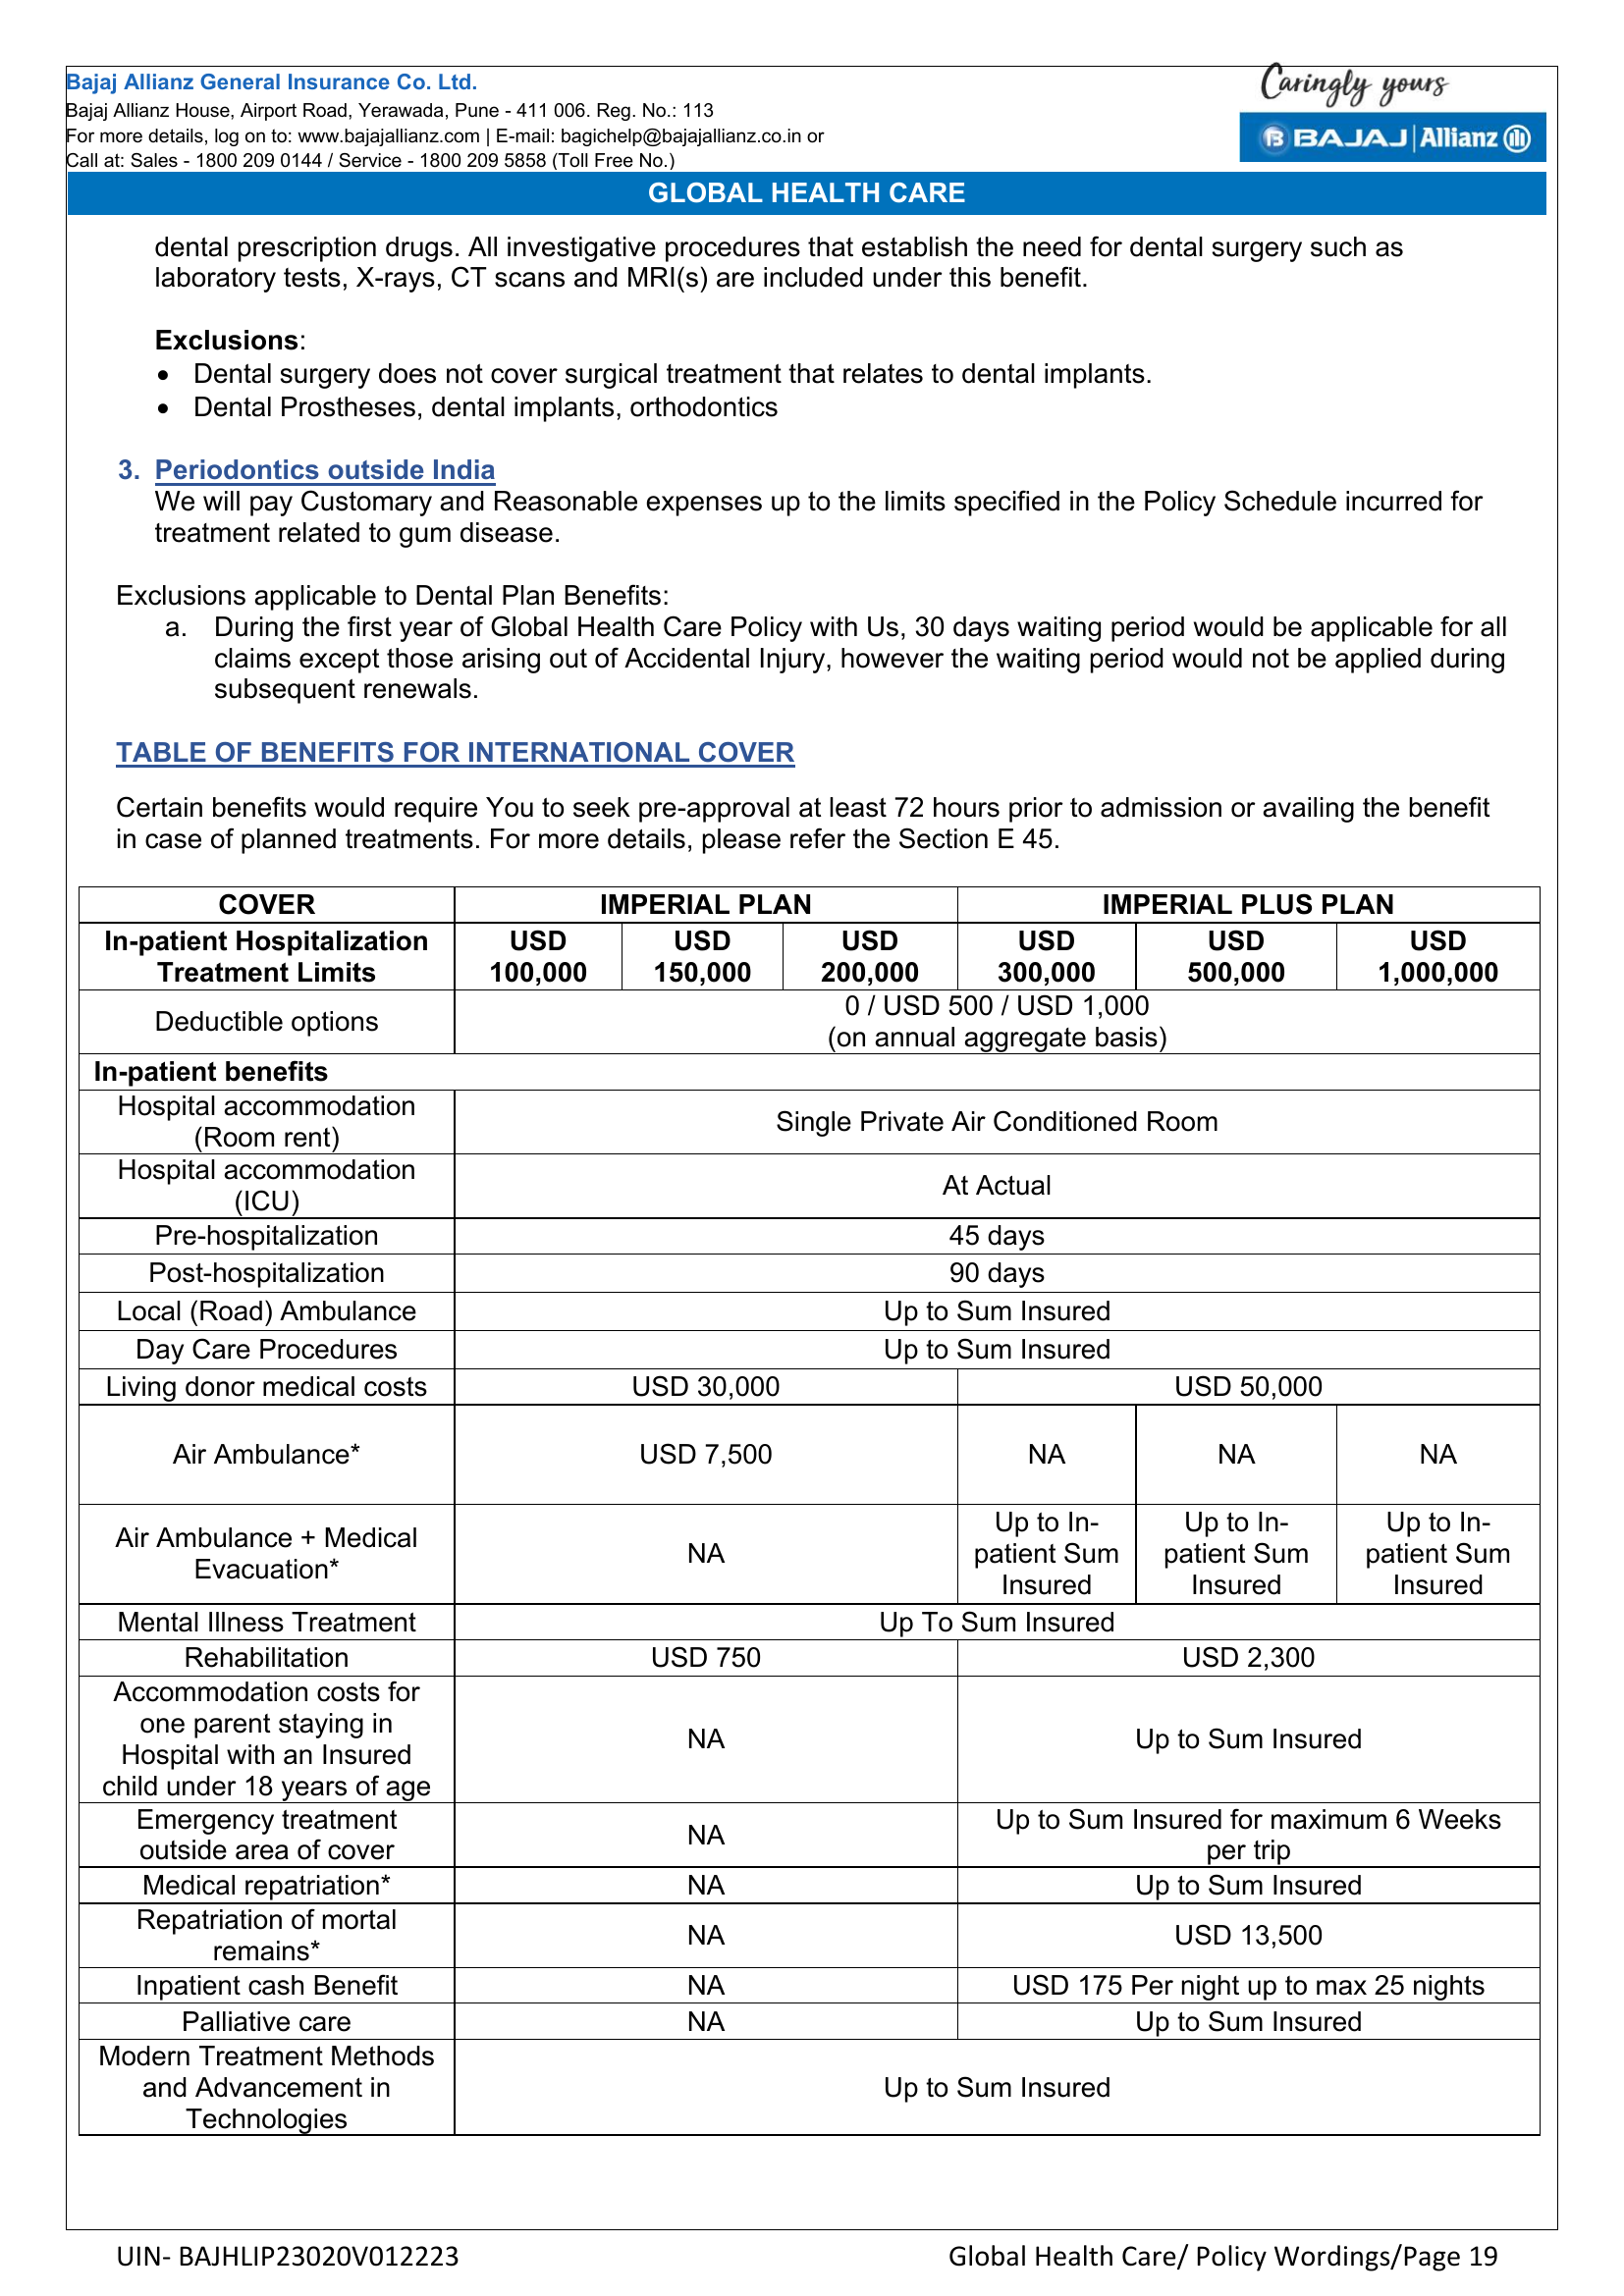 Bajaj Allianz General Insurance Co. Ltd.
Bajaj Allianz House, Airport Road, Yerawada, Pune - 411 006. Reg. No.: 113
For more details, log on to: www.bajajallianz.com | E-mail: bagichelp@bajajallianz.co.in or
Call at: Sales - 1800 209 0144 / Service - 1800 209 5858 (Toll Free No.)
Caringly yours
B BAJAJ | Allianz
GLOBAL HEALTH CARE
dental prescription drugs. All investigative procedures that establish the need for dental surgery such as
laboratory tests, X-rays, CT scans and MRI(s) are included under this benefit.
Exclusions:
• Dental surgery does not cover surgical treatment that relates to dental implants.
• Dental Prostheses, dental implants, orthodontics
3. Periodontics outside India
We will pay Customary and Reasonable expenses up to the limits specified in the Policy Schedule incurred for
treatment related to gum disease.
Exclusions applicable to Dental Plan Benefits:
a. During the first year of Global Health Care Policy with Us, 30 days waiting period would be applicable for all
claims except those arising out of Accidental Injury, however the waiting period would not be applied during
subsequent renewals.
TABLE OF BENEFITS FOR INTERNATIONAL COVER
Certain benefits would require You to seek pre-approval at least 72 hours prior to admission or availing the benefit
in case of planned treatments. For more details, please refer the Section E 45.
COVER IMPERIAL PLAN IMPERIAL PLUS PLAN
In-patient Hospitalization USD USD USD USD USD USD
Treatment Limits 100,000 150,000 200,000 300,000 500,000 1,000,000
Deductible options
0 / USD 500 / USD 1,000
(on annual aggregate basis)
In-patient benefits
Hospital accommodation
(Room rent)
Single Private Air Conditioned Room
Hospital accommodation
(ICU)
At Actual
Pre-hospitalization 45 days
Post-hospitalization 90 days
Local (Road) Ambulance Up to Sum Insured
Day Care Procedures Up to Sum Insured
Living donor medical costs USD 30,000 USD 50,000
Air Ambulance* USD 7,500 NA NA NA
Air Ambulance + Medical
Evacuation*
NA
Up to In- Up to In- Up to In-
patient Sum patient Sum patient Sum
Insured Insured Insured
Mental Illness Treatment Up To Sum Insured
Rehabilitation USD 750 USD 2,300
Accommodation costs for
one parent staying in
Hospital with an Insured
child under 18 years of age
NA Up to Sum Insured
Emergency treatment
outside area of cover
NA
Up to Sum Insured for maximum 6 Weeks
per trip
Medical repatriation* NA Up to Sum Insured
Repatriation of mortal
remains*
NA USD 13,500
Inpatient cash Benefit NA USD 175 Per night up to max 25 nights
Palliative care NA Up to Sum Insured
Modern Treatment Methods
and Advancement in
Technologies
Up to Sum Insured
UIN- BAJHLIP23020V012223 Global Health Care/ Policy Wordings/Page 19